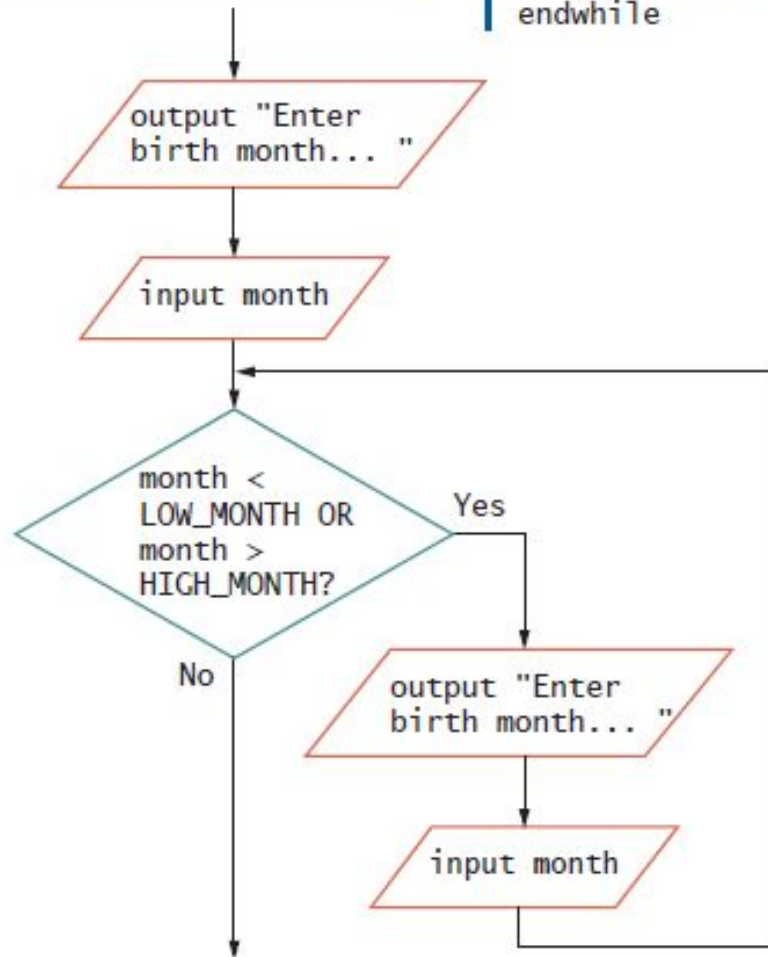 endwhile
output "Enter
birth month... "
input month
month <
LOW_MONTH OR
month >
HIGH_MONTH?
Yes
No
output "Enter
birth month... "
input month